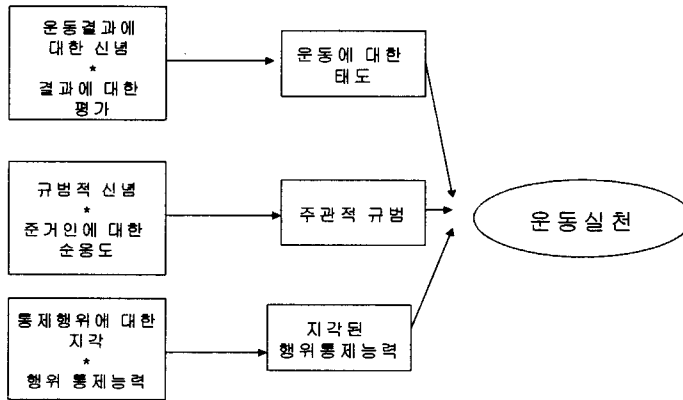 운동결과에
대한 신념
*
결과에 대한
평가
운동에 대한
태도
규범적 신념
*
준거인에 대한
순응도
주관적 규범
운동실천
통제행위에 대한
지각
*
행위 통제능력
지각된
행위통제능력